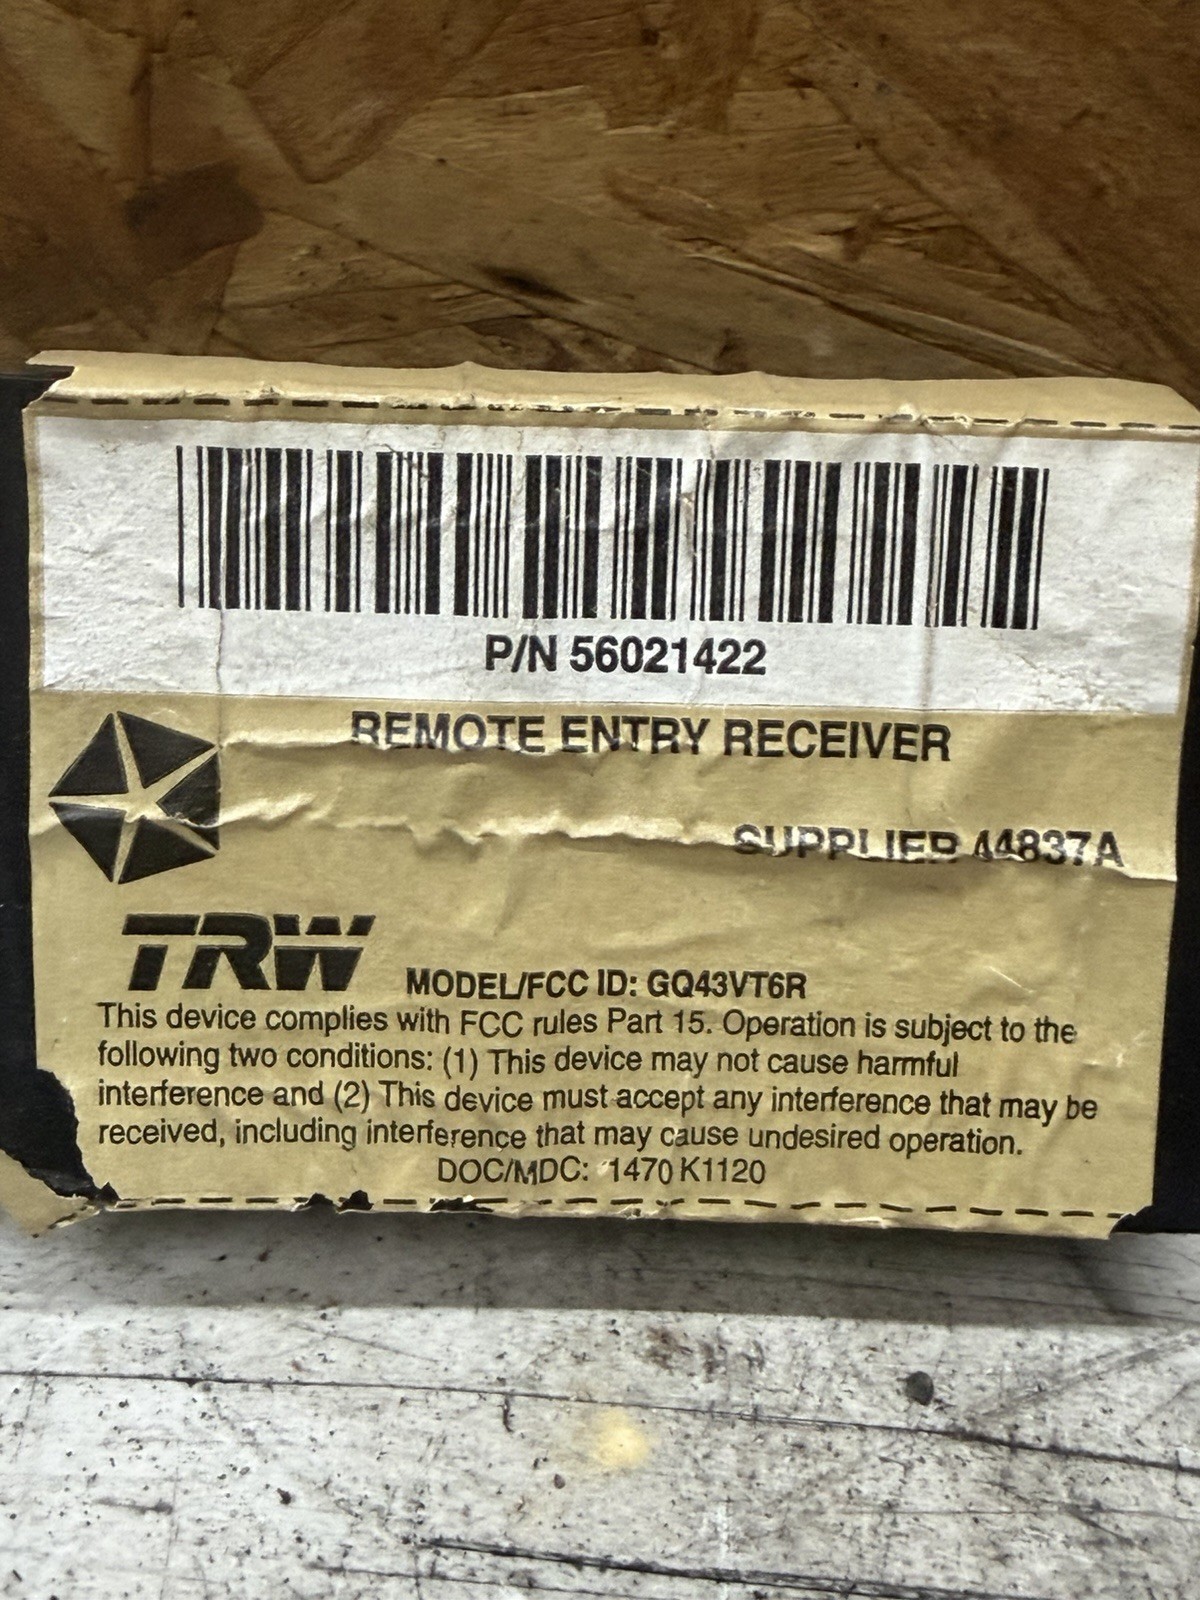 P/N 56021422
REMOTE ENTRY RECEIVER
SUPPLIER 44837A
TRW
MODEL/FCC ID: GQ43VT6R
This device complies with FCC rules Part 15. Operation is subject to the
following two conditions: (1) This device may not cause harmful
interference and (2) This device must accept any interference that may be
received, including interference that may cause undesired operation.
DOC/MDC: 1470 K1120